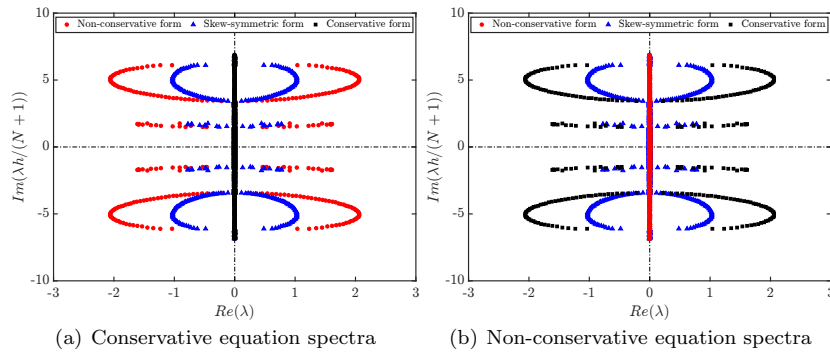 Non-conservative form Skew-symmetric form Conservative form
10
5
0
-5
-10
-3 -2 -1 0 1 2 3
Im(λh/(N + 1))
Re(λ)
(a) Conservative equation spectra
Non-conservative form Skew-symmetric form Conservative form
10
5
0
-5
-10
-3 -2 -1 0 1 2 3
Im(λh/(N + 1))
Re(λ)
(b) Non-conservative equation spectra